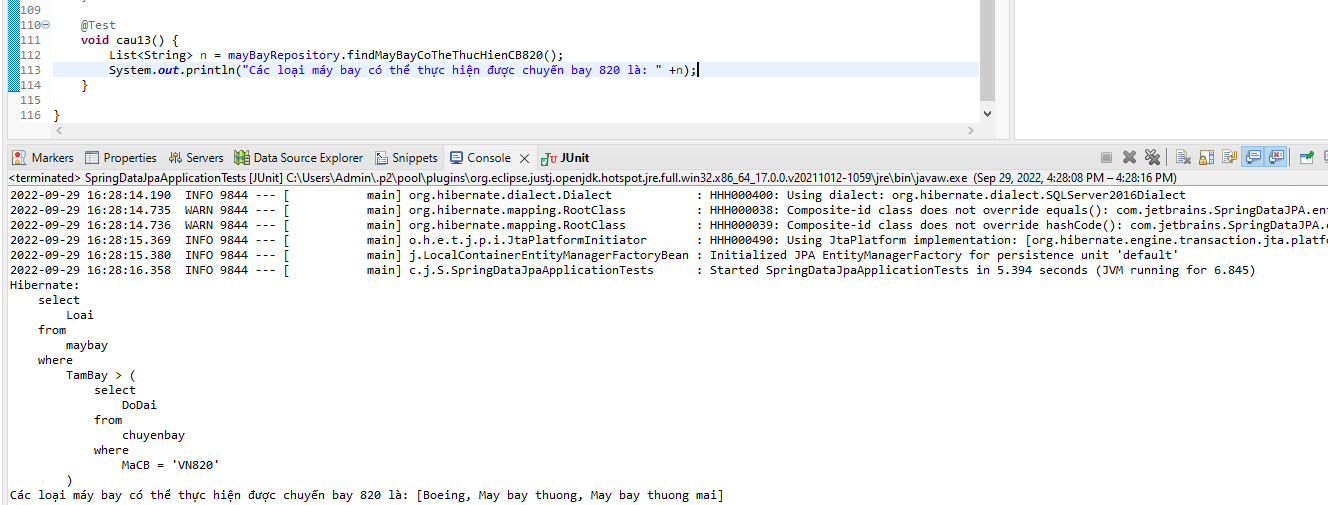 109
110 @Test
111 void cau13() {
112 List<String> n = mayBayRepository.findMayBayCoTheThucHienCB820();
113 System.out.println("Các loại máy bay có thể thực hiện được chuyến bay 820 là: " +n);
114 }
115
116 }
Markers Properties Servers Data Source Explorer Snippets Console JUnit
<terminated> SpringDataJpaApplicationTests [JUnit] C:\Users\Admin\.p2\pool\plugins\org.eclipse.justj.openjdk.hotspot.jre.full.win32.x86_64_17.0.0.v20211012-1059\jre\bin\javaw.exe (Sep 29, 2022, 4:28:08 PM – 4:28:16 PM)
2022-09-29 16:28:14.190 INFO 9844 --- [ main] org.hibernate.dialect.Dialect : HHH000400: Using dialect: org.hibernate.dialect.SQLServer2016Dialect
2022-09-29 16:28:14.735 WARN 9844 --- [ main] org.hibernate.mapping.RootClass : HHH000038: Composite-id class does not override equals(): com.jetbrains.SpringDataJPA.ent
2022-09-29 16:28:14.736 WARN 9844 --- [ main] org.hibernate.mapping.RootClass : HHH000039: Composite-id class does not override hashCode(): com.jetbrains.SpringDataJPA.e
2022-09-29 16:28:15.369 INFO 9844 --- [ main] o.h.e.t.j.p.i.JtaPlatformInitiator : HHH000490: Using JtaPlatform implementation: [org.hibernate.engine.transaction.jta.platf
2022-09-29 16:28:15.380 INFO 9844 --- [ main] j.LocalContainerEntityManagerFactoryBean : Initialized JPA EntityManagerFactory for persistence unit 'default'
2022-09-29 16:28:16.358 INFO 9844 --- [ main] c.j.S.SpringDataJpaApplicationTests : Started SpringDataJpaApplicationTests in 5.394 seconds (JVM running for 6.845)
Hibernate:
select
Loai
from
maybay
where
TamBay > (
select
DoDai
from
chuyenbay
where
MaCB = 'VN820'
)
Các loại máy bay có thể thực hiện được chuyến bay 820 là: [Boeing, May bay thuong, May bay thuong mai]